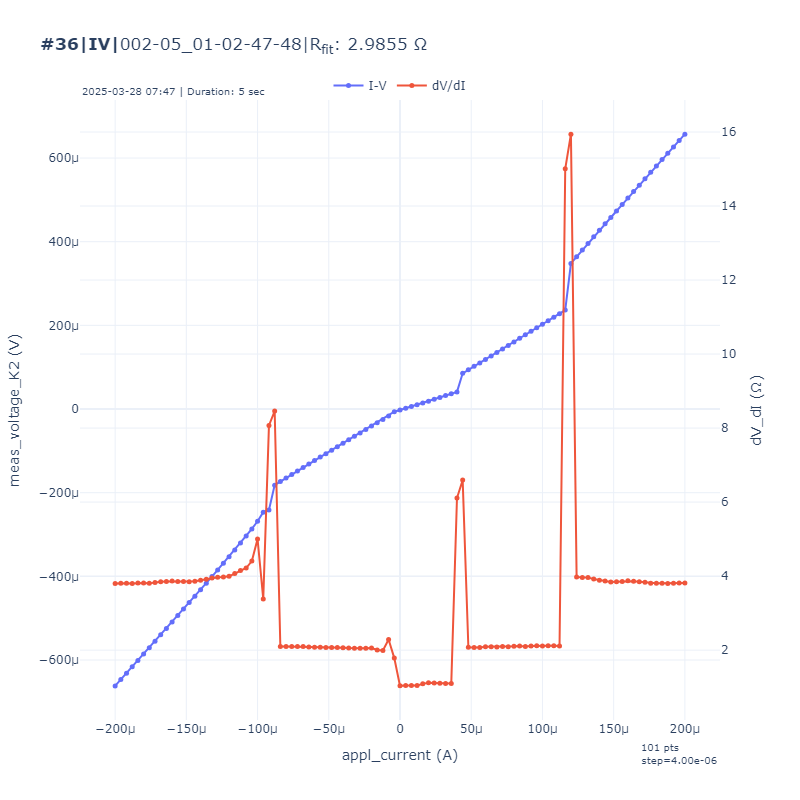 #36|IV|002-05_01-02-47-48|Rfit: 2.9855 Ω
2025-03-28 07:47 | Duration: 5 sec
I-V
dV/dI
600μ
400μ
200μ
0
−200μ
−400μ
−600μ
meas_voltage_K2 (V)
16
14
12
10
8
6
4
2
dV_dI (Ω)
−200μ
−150μ
−100μ
−50μ
0
50μ
100μ
150μ
200μ
appl_current (A)
101 pts
step=4.00e-06